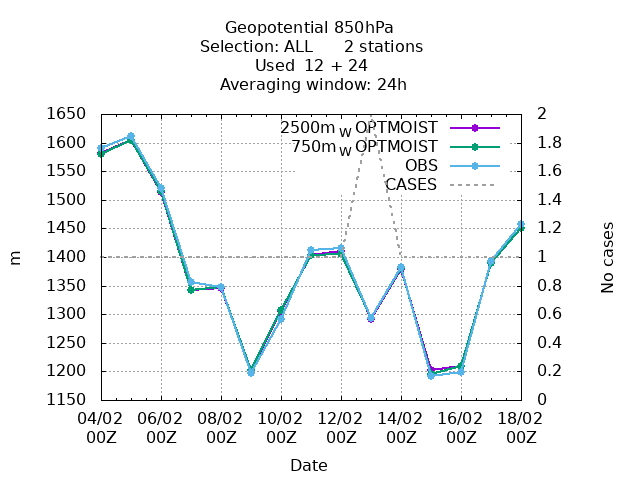 Geopotential 850hPa
Selection: ALL 2 stations
Used 12 + 24
Averaging window: 24h
1650
1600
1550
1500
1450
1400
1350
1300
1250
1200
1150
2
1.8
1.6
1.4
1.2
1
0.8
0.6
0.4
0.2
0
2500m W OPTMOIST
750m W OPTMOIST
OBS
CASES
m
No cases
04/02 06/02 08/02 10/02 12/02 14/02 16/02 18/02
00Z 00Z 00Z 00Z 00Z 00Z 00Z 00Z
Date